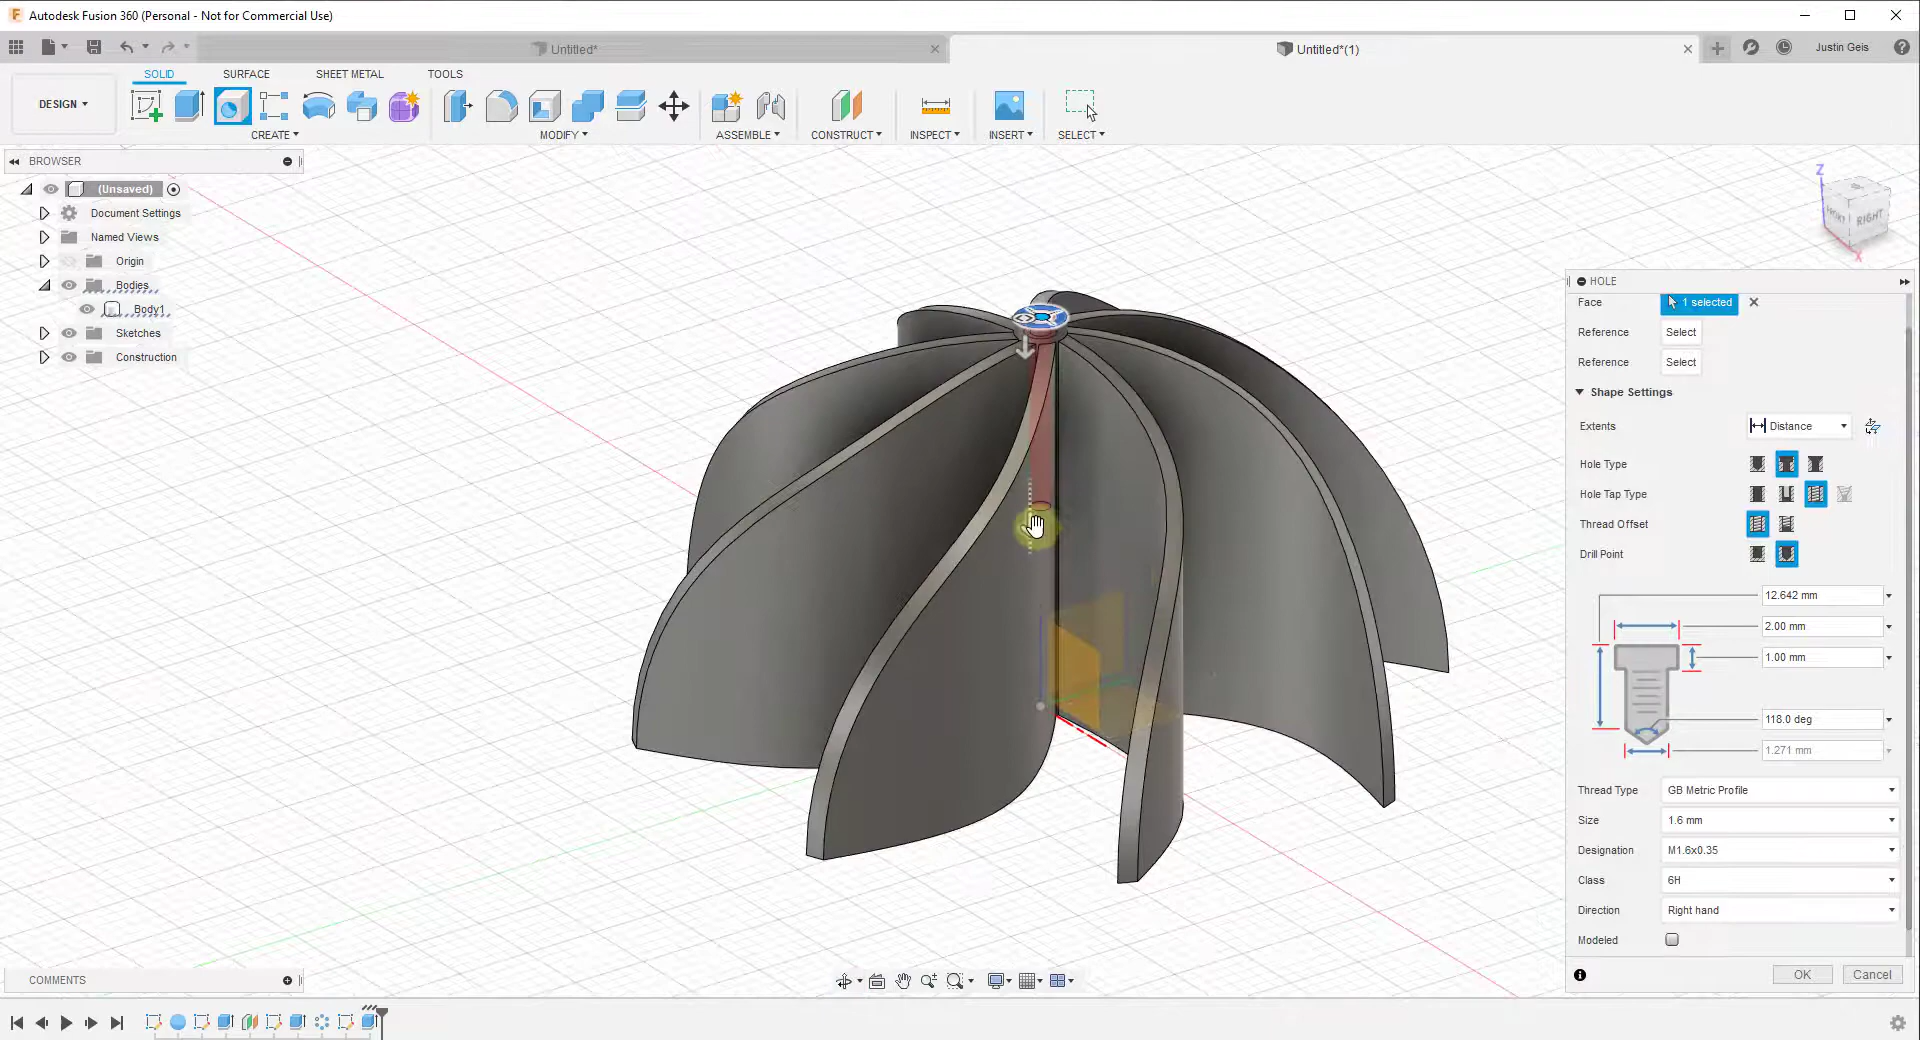 Autodesk Fusion 360 (Personal - Not for Commercial Use)
Untitled*
Untitled*(1)
Justin Geis
DESIGN
SOLID
SURFACE
SHEET METAL
TOOLS
CREATE
MODIFY
ASSEMBLE
CONSTRUCT
INSPECT
INSERT
SELECT
BROWSER
(Unsaved)
Document Settings
Named Views
Origin
Bodies
Body1
Sketches
Construction
Z
FRONT
RIGHT
X
HOLE
Face
1 selected
Reference
Select
Reference
Select
Shape Settings
Extents
Distance
Hole Type
Hole Tap Type
Thread Offset
Drill Point
12.642 mm
2.00 mm
1.00 mm
118.0 deg
1.271 mm
Thread Type
GB Metric Profile
Size
1.6 mm
Designation
M1.6x0.35
Class
6H
Direction
Right hand
Modeled
OK
Cancel
COMMENTS